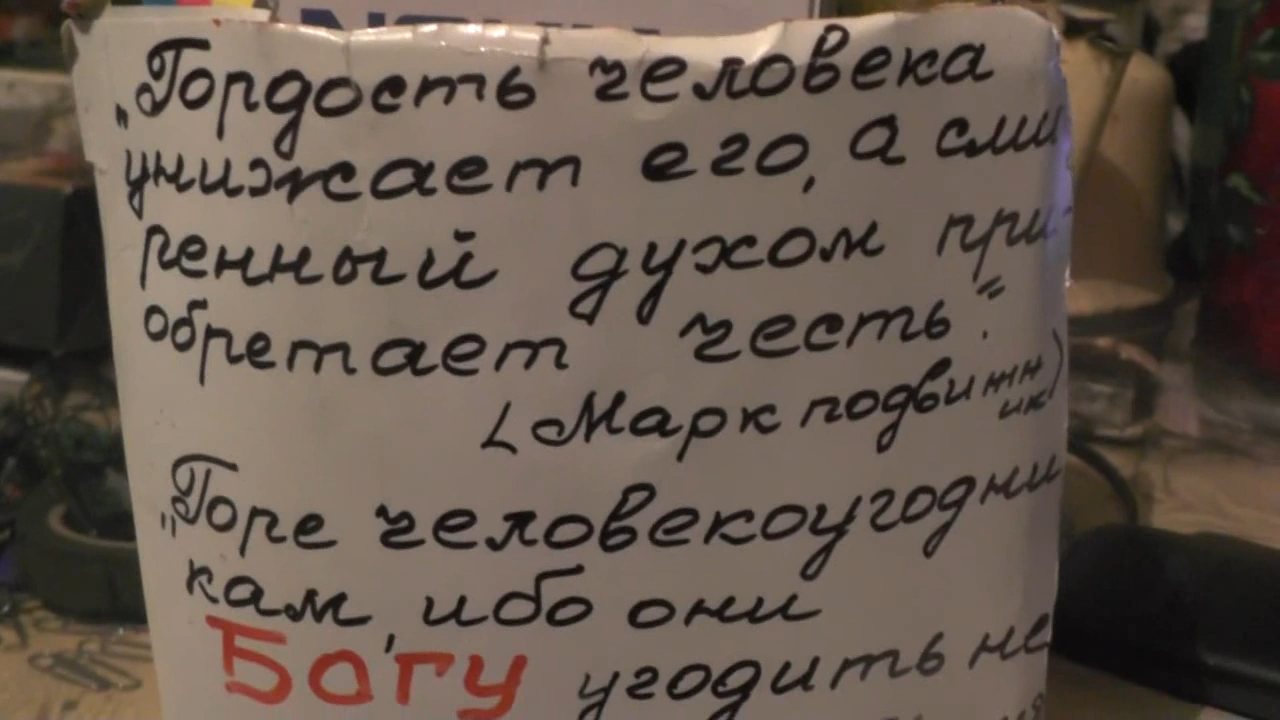 „Гордость человека
унижает его, а сми
ренный духом при-
обретает честь."
(Марк подвижн
ик)
„Горе человекоугодни
кам, ибо они
Богу угодить не